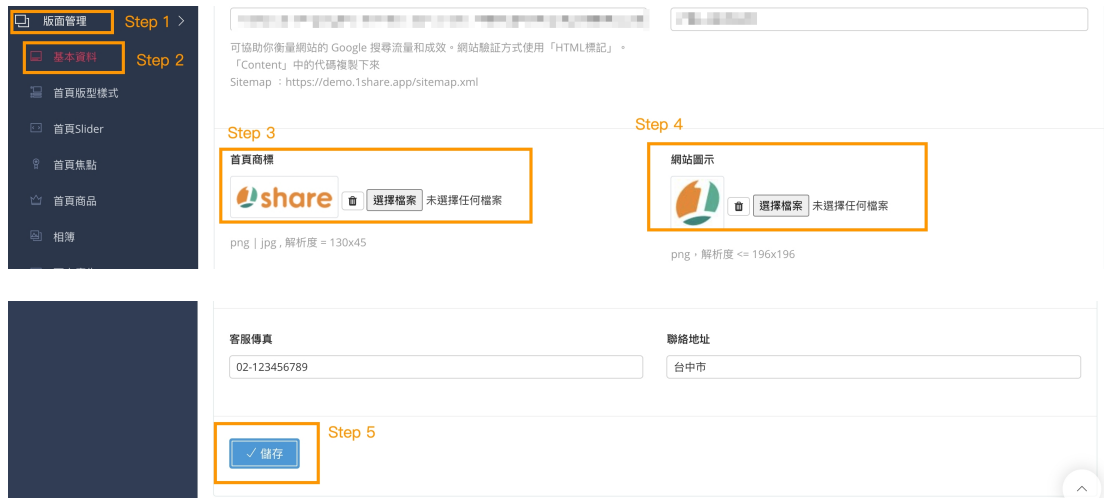 版面管理
Step 1
基本資料
Step 2
首頁版型樣式
首頁Slider
首頁焦點
首頁商品
相簿
可協助你衡量網站的 Google 搜尋流量和成效。網站驗証方式使用「HTML標記」。
「Content」中的代碼複製下來
Sitemap ：https://demo.1share.app/sitemap.xml
Step 3
首頁商標
share
選擇檔案 未選擇任何檔案
png | jpg , 解析度 = 130x45
Step 4
網站圖示
選擇檔案 未選擇任何檔案
png，解析度 <= 196x196
客服傳真
02-123456789
聯絡地址
台中市
Step 5
儲存